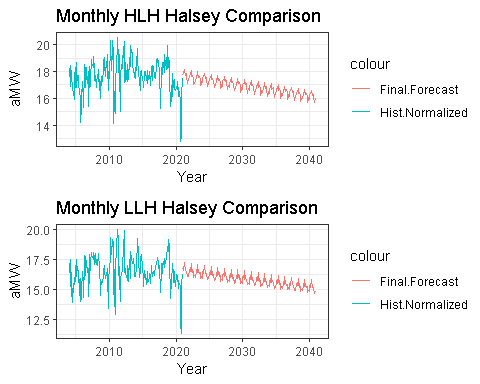 Monthly HLH Halsey Comparison
20
18
16
14
aMW
2010
2020
2030
2040
Year
colour
Final.Forecast
Hist.Normalized
Monthly LLH Halsey Comparison
20.0
17.5
15.0
12.5
aMW
2010
2020
2030
2040
Year
colour
Final.Forecast
Hist.Normalized